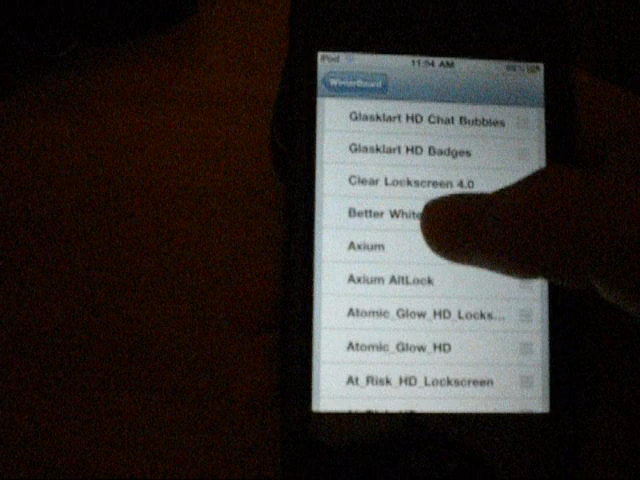 iPod
11:54 AM
WinterBoard
Glasklart HD Chat Bubbles
Glasklart HD Badges
Clear Lockscreen 4.0
Better White
Axium
Axium AltLock
Atomic_Glow_HD_Locks...
Atomic_Glow_HD
At_Risk_HD_Lockscreen